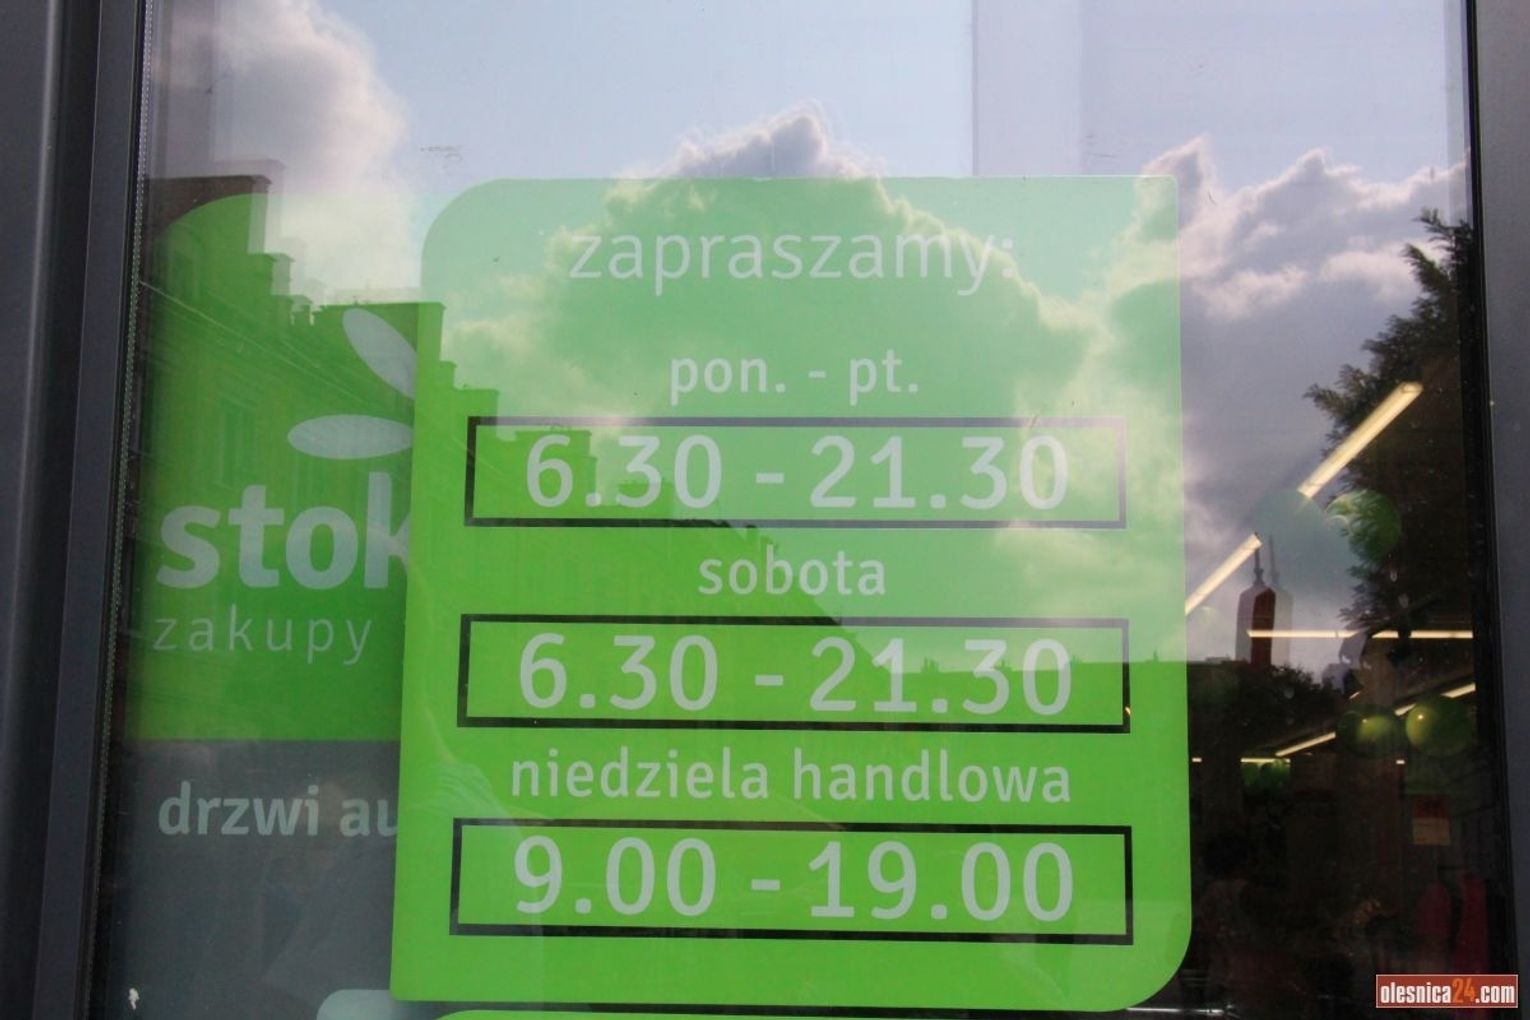 zapraszamy:
pon. - pt.
6.30 - 21.30
sobota
6.30 - 21.30
niedziela handlowa
9.00 - 19.00
stok
zakupy
drzwi au
olesnica24.com